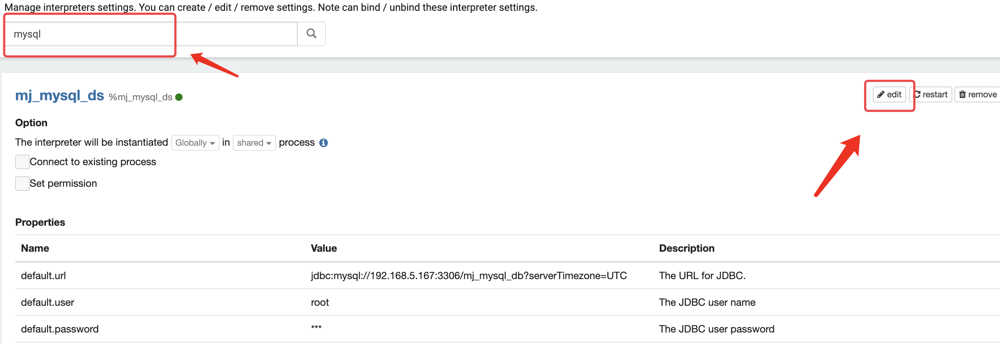 Manage interpreters settings. You can create / edit / remove settings. Note can bind / unbind these interpreter settings.
mysql
mj_mysql_ds %mj_mysql_ds edit restart remove
Option
The interpreter will be instantiated Globally in shared process
Connect to existing process
Set permission
Properties
Name Value Description
default.url jdbc:mysql://192.168.5.167:3306/mj_mysql_db?serverTimezone=UTC The URL for JDBC.
default.user root The JDBC user name
default.password *** The JDBC user password